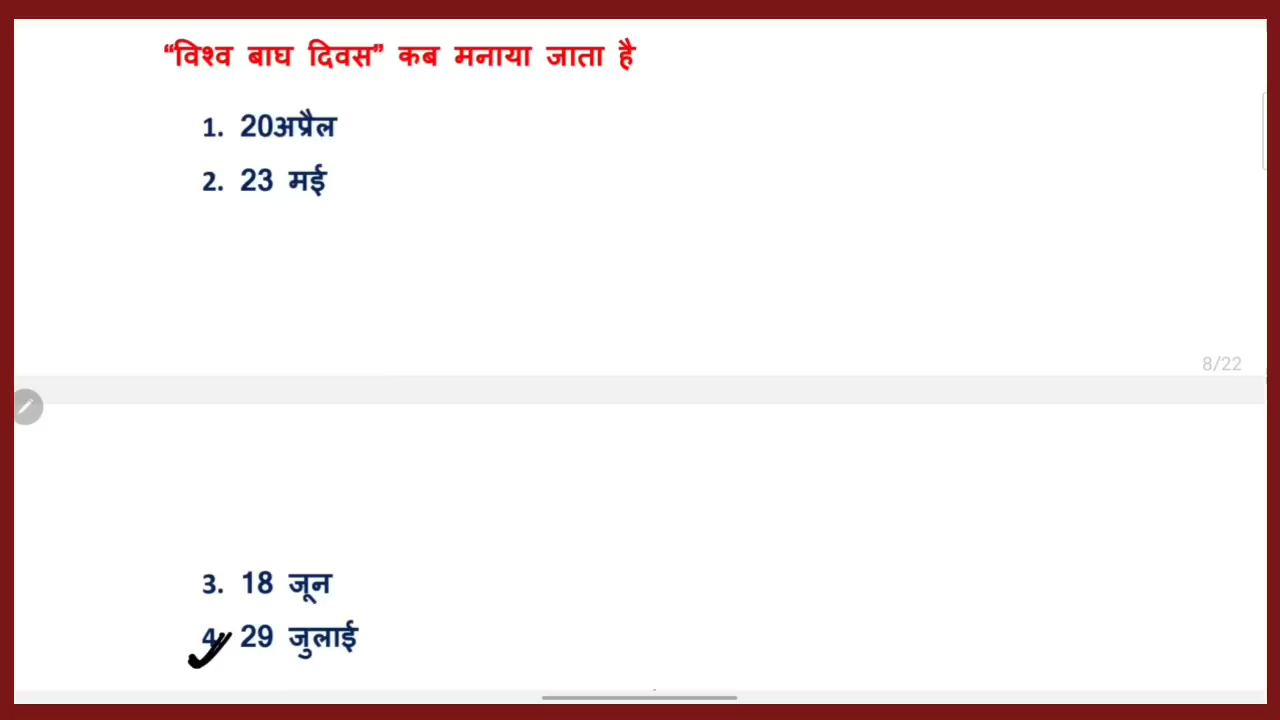 “विश्व बाघ दिवस” कब मनाया जाता है
1. 20अप्रैल
2. 23 मई
8/22
3. 18 जून
4. 29 जुलाई